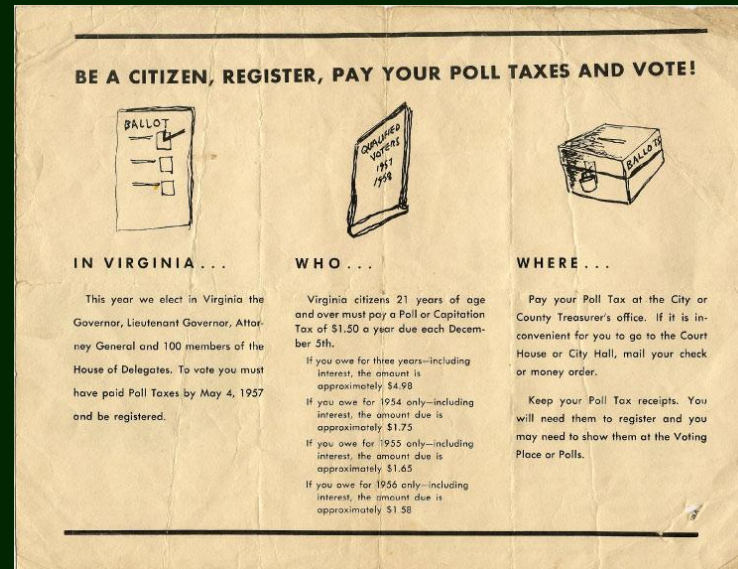 BE A CITIZEN, REGISTER, PAY YOUR POLL TAXES AND VOTE!
BALLOT
QUALIFIED
VOTERS
1957
1958
BALLOTS
IN VIRGINIA...
This year we elect in Virginia the
Governor, Lieutenant Governor, Attor-
ney General and 100 members of the
House of Delegates. To vote you must
have paid Poll Taxes by May 4, 1957
and be registered.
WHO...
Virginia citizens 21 years of age
and over must pay a Poll or Capitation
Tax of $1.50 a year due each Decem-
ber 5th.
If you owe for three years—including
interest, the amount is
approximately $4.98
If you owe for 1954 only—including
interest, the amount due is
approximately $1.75
If you owe for 1955 only—including
interest, the amount due is
approximately $1.65
If you owe for 1956 only—including
interest, the amount due is
approximately $1.58
WHERE...
Pay your Poll Tax at the City or
County Treasurer's office. If it is in-
convenient for you to go to the Court
House or City Hall, mail your check
or money order.
Keep your Poll Tax receipts. You
will need them to register and you
may need to show them at the Voting
Place or Polls.